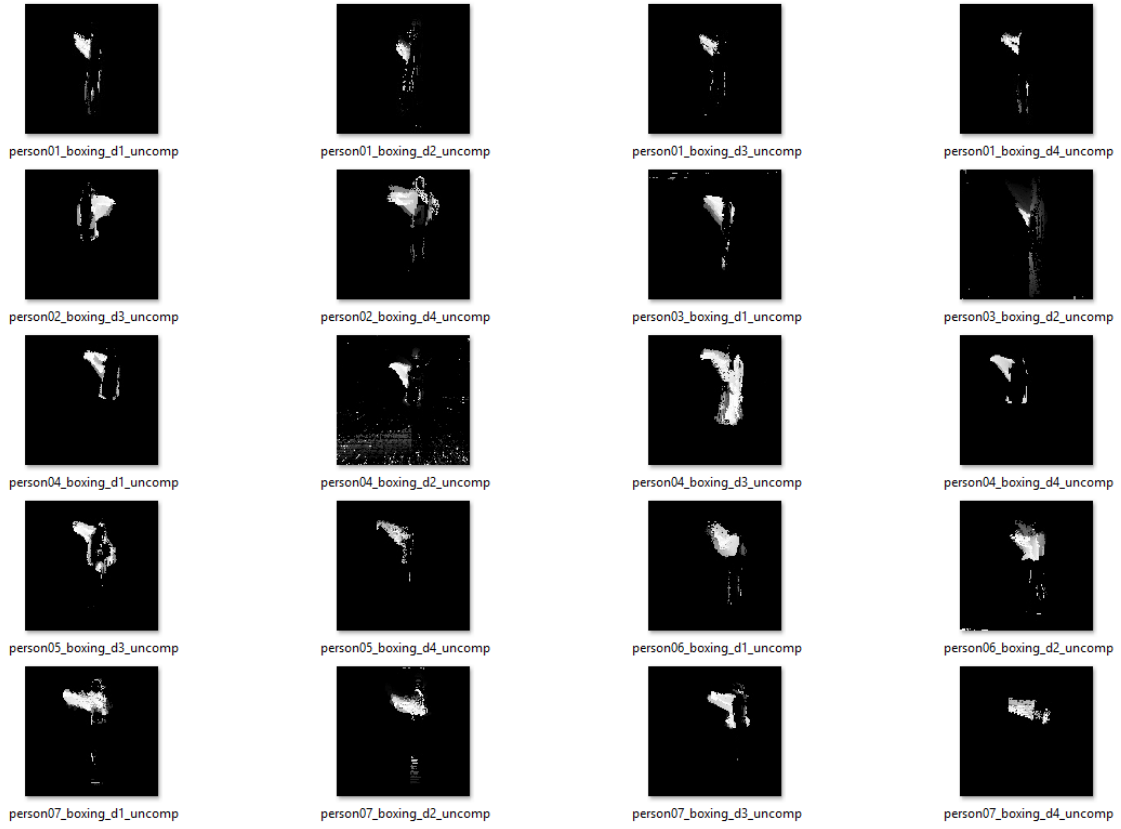 person01_boxing_d1_uncomp person01_boxing_d2_uncomp person01_boxing_d3_uncomp person01_boxing_d4_uncomp
person02_boxing_d3_uncomp person02_boxing_d4_uncomp person03_boxing_d1_uncomp person03_boxing_d2_uncomp
person04_boxing_d1_uncomp person04_boxing_d2_uncomp person04_boxing_d3_uncomp person04_boxing_d4_uncomp
person05_boxing_d3_uncomp person05_boxing_d4_uncomp person06_boxing_d1_uncomp person06_boxing_d2_uncomp
person07_boxing_d1_uncomp person07_boxing_d2_uncomp person07_boxing_d3_uncomp person07_boxing_d4_uncomp